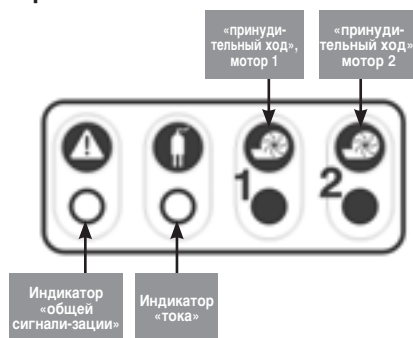 «принуди-
тельный ход»,
мотор 1
«принуди-
тельный ход»
мотор 2
1
2
Индикатор
«общей
сигнали-зации»
Индикатор
«тока»